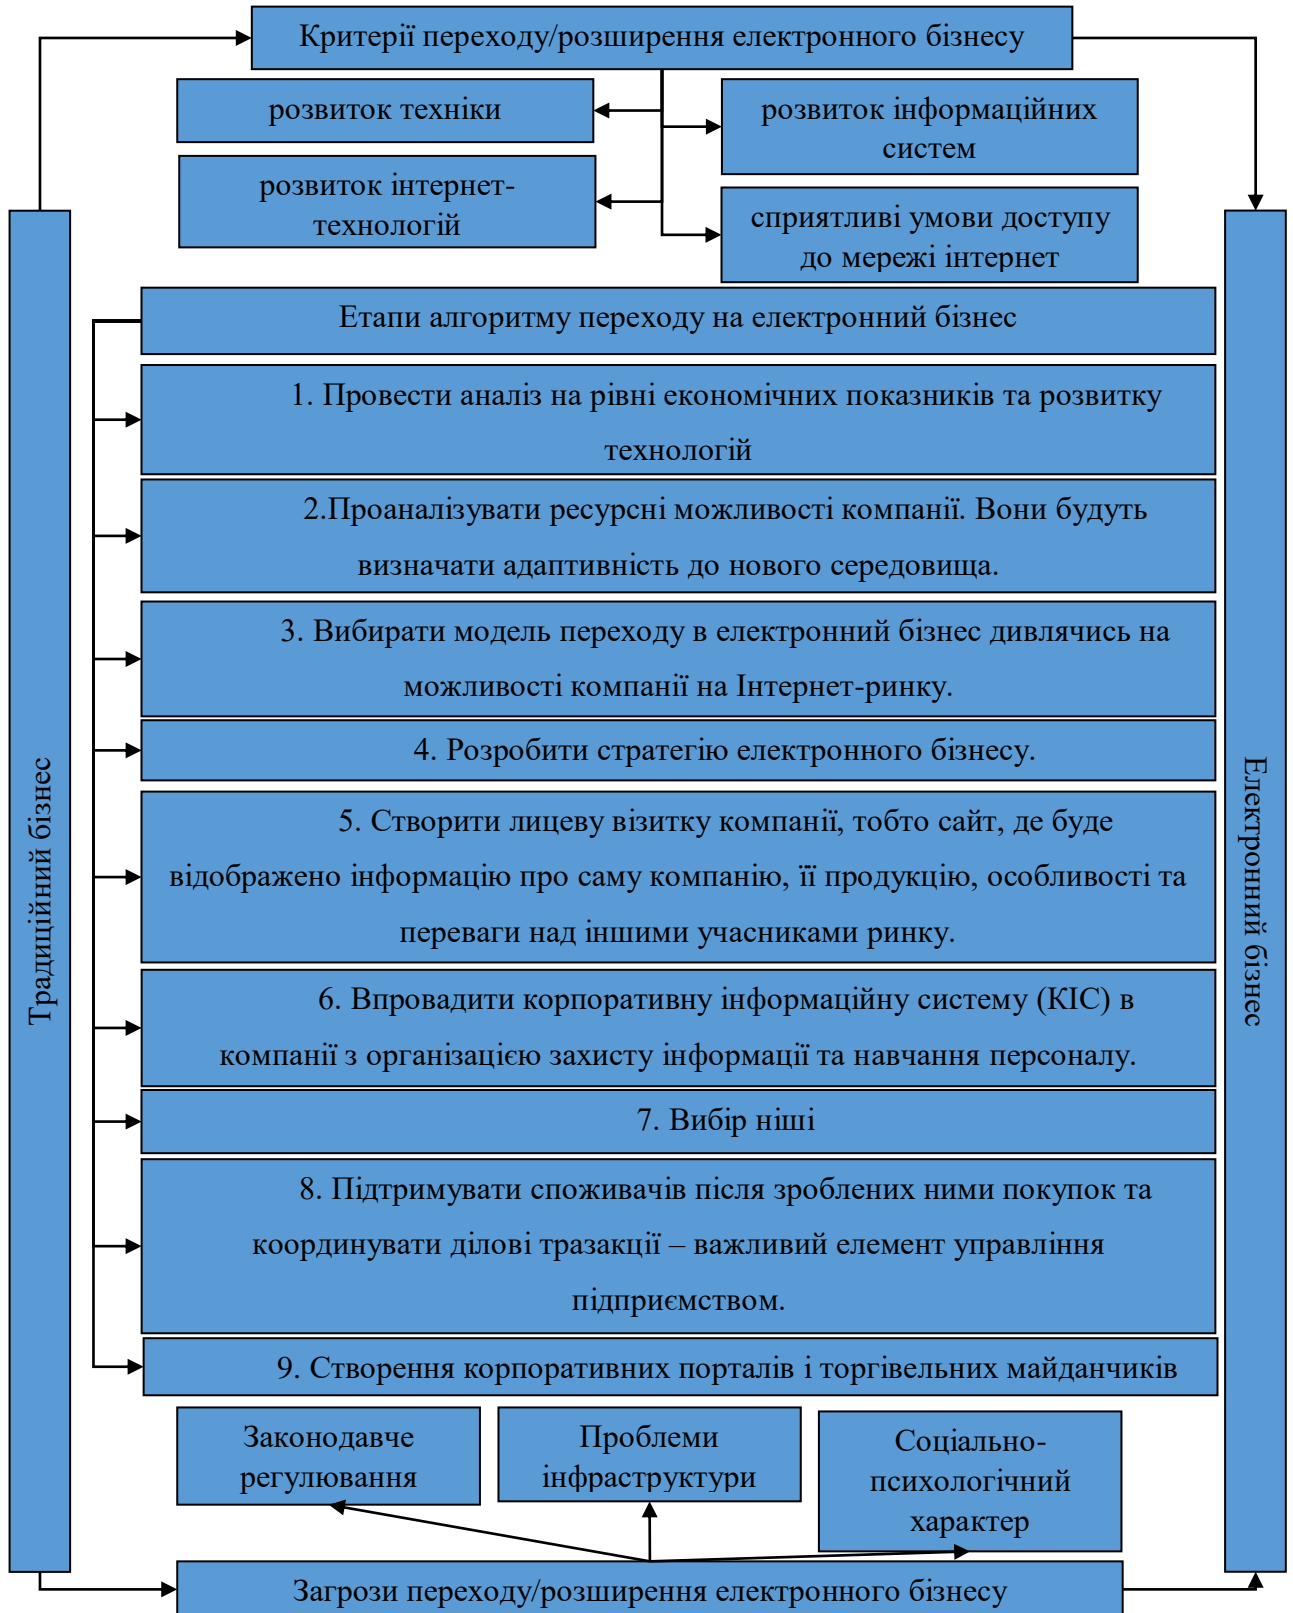 Критерії переходу/розширення електронного бізнесу
розвиток техніки
розвиток інформаційних
систем
розвиток інтернет-
технологій
сприятливі умови доступу
до мережі інтернет
Традиційний бізнес
Електронний бізнес
Етапи алгоритму переходу на електронний бізнес
1. Провести аналіз на рівні економічних показників та розвитку
технологій
2.Проаналізувати ресурсні можливості компанії. Вони будуть
визначати адаптивність до нового середовища.
3. Вибирати модель переходу в електронний бізнес дивлячись на
можливості компанії на Інтернет-ринку.
4. Розробити стратегію електронного бізнесу.
5. Створити лицеву візитку компанії, тобто сайт, де буде
відображено інформацію про саму компанію, її продукцію, особливості та
переваги над іншими учасниками ринку.
6. Впровадити корпоративну інформаційну систему (КІС) в
компанії з організацією захисту інформації та навчання персоналу.
7. Вибір ніші
8. Підтримувати споживачів після зроблених ними покупок та
координувати ділові тразакції – важливий елемент управління
підприємством.
9. Створення корпоративних порталів і торгівельних майданчиків
Законодавче
регулювання
Проблеми
інфраструктури
Соціально-
психологічний
характер
Загрози переходу/розширення електронного бізнесу